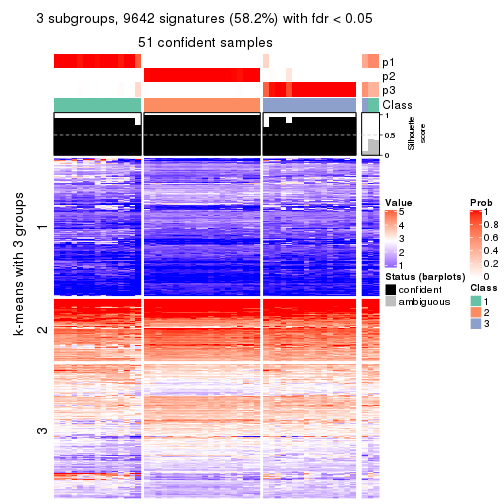 3 subgroups, 9642 signatures (58.2%) with fdr < 0.05
51 confident samples
p1
p2
p3
Class
1
0.5
0
Silhouette
score
k-means with 3 groups
1
2
3
Value
5
4
3
2
1
Status (barplots)
confident
ambiguous
Prob
1
0.8
0.6
0.4
0.2
0
Class
1
2
3